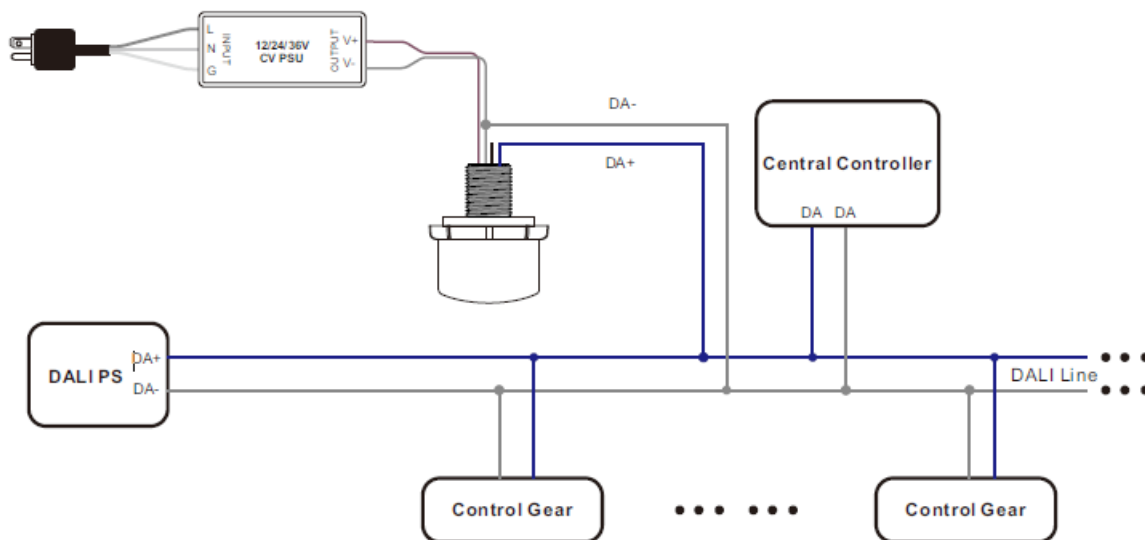 L
N
G
INPUT
12/24/36V
CV PSU
OUTPUT
V+
V-
DA-
DA+
Central Controller
DA DA
DALI PS
DA+
DA-
DALI Line
Control Gear
Control Gear